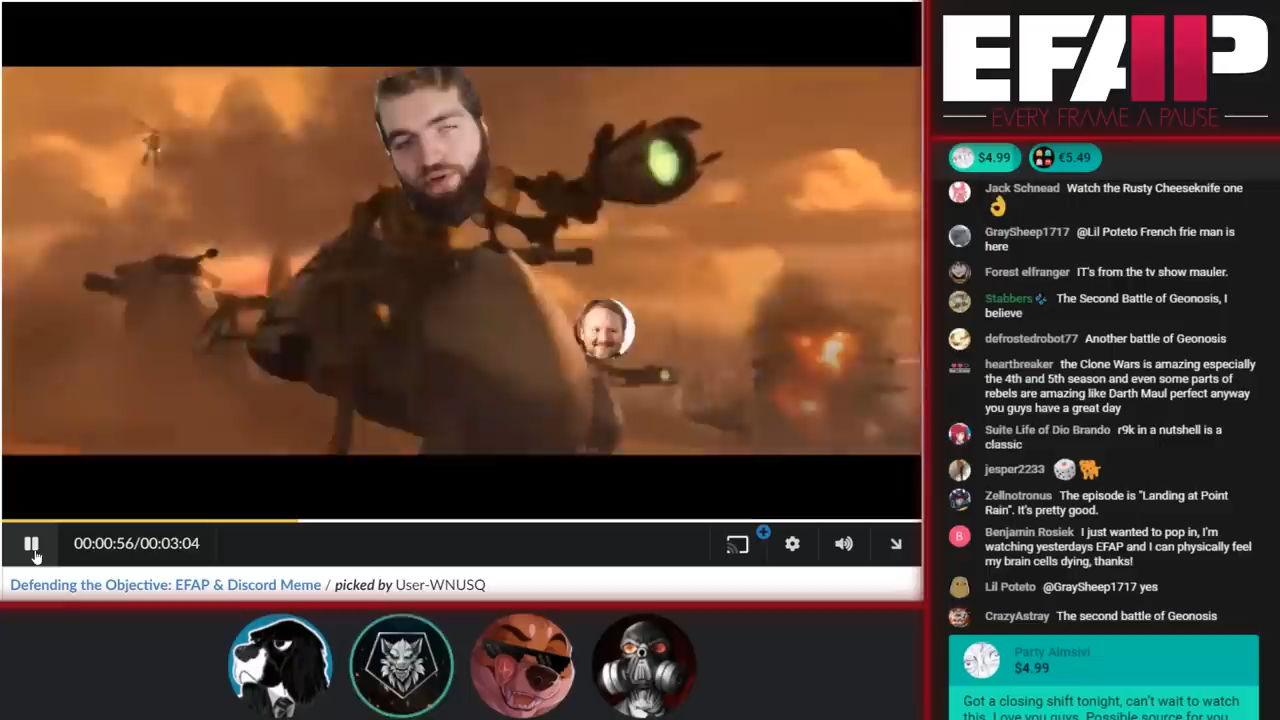 EFAP
EVERY FRAME A PAUSE
$4.99 €5.49
Jack Schnead Watch the Rusty Cheeseknife one
GraySheep1717 @Lil Poteto French frie man is
here
Forest elfranger IT's from the tv show mauler.
Stabbers The Second Battle of Geonosis, I
believe
defrostedrobot77 Another battle of Geonosis
heartbreaker the Clone Wars is amazing especially
the 4th and 5th season and even some parts of
rebels are amazing like Darth Maul perfect anyway
you guys have a great day
Suite Life of Dio Brando r9k in a nutshell is a
classic
jesper2233
Zellnotronus The episode is "Landing at Point
Rain". It's pretty good.
B Benjamin Rosiek I just wanted to pop in, I'm
watching yesterdays EFAP and I can physically feel
my brain cells dying, thanks!
Lil Poteto @GraySheep1717 yes
CrazyAstray The second battle of Geonosis
Party Almsivi
$4.99
Got a closing shift tonight, can't wait to watch
this. Love you guys. Possible source for you
00:00:56/00:03:04
Defending the Objective: EFAP & Discord Meme / picked by User-WNUSQ